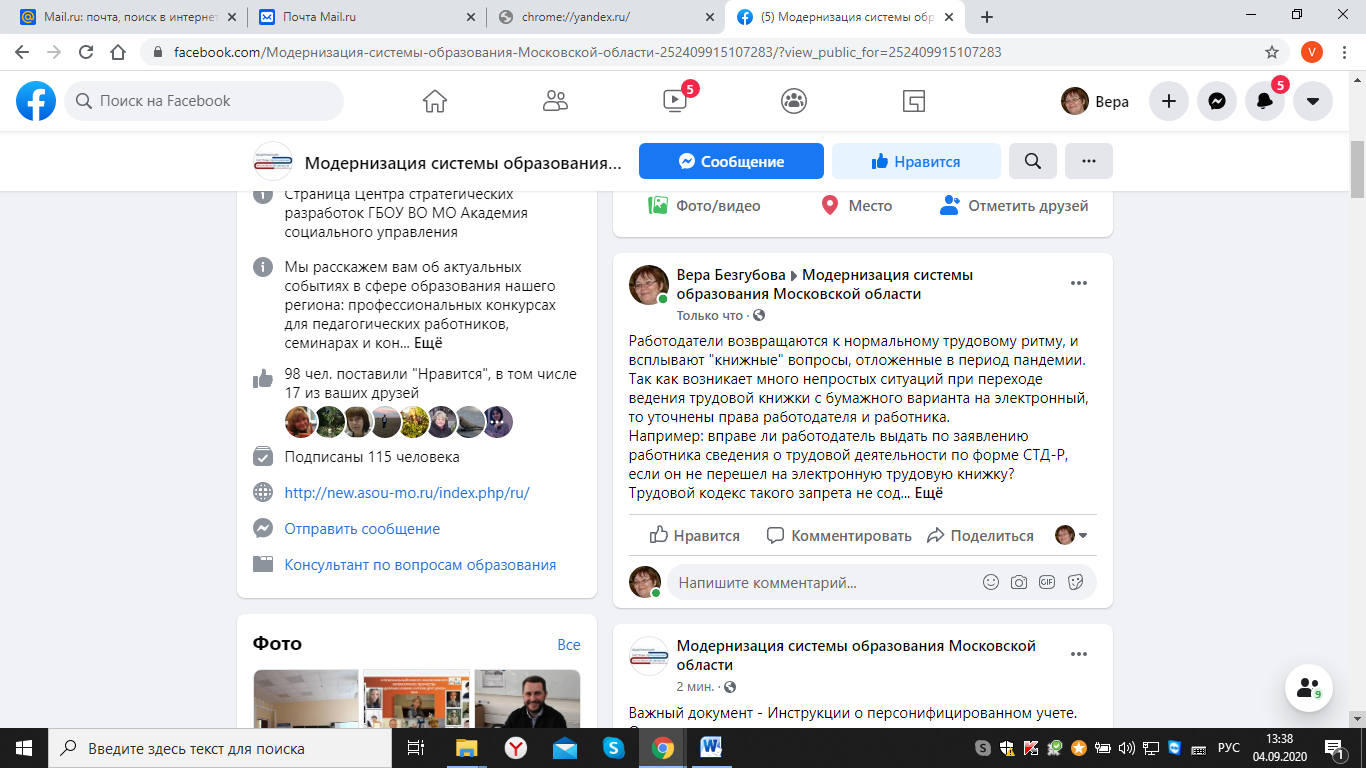 Mail.ru: почта, поиск в интернет
Почта Mail.ru
chrome://yandex.ru/
(5) Модернизация системы обр
facebook.com/Модернизация-системы-образования-Московской-области-252409915107283/?view_public_for=252409915107283
V
Поиск на Facebook
5
Вера
5
Модернизация системы образования...
Сообщение
Нравится
Страница Центра стратегических
разработок ГБОУ ВО МО Академия
социального управления
Мы расскажем вам об актуальных
событиях в сфере образования нашего
региона: профессиональных конкурсах
для педагогических работников,
семинарах и кон... Ещё
98 чел. поставили "Нравится", в том числе
17 из ваших друзей
Подписаны 115 человека
http://new.asou-mo.ru/index.php/ru/
Отправить сообщение
Консультант по вопросам образования
Фото
Все
Фото/видео
Место
Отметить друзей
Вера Безгубова Модернизация системы
образования Московской области
Только что ·
Работодатели возвращаются к нормальному трудовому ритму, и
всплывают "книжные" вопросы, отложенные в период пандемии.
Так как возникает много непростых ситуаций при переходе
ведения трудовой книжки с бумажного варианта на электронный,
то уточнены права работодателя и работника.
Например: вправе ли работодатель выдать по заявлению
работника сведения о трудовой деятельности по форме СТД-Р,
если он не перешел на электронную трудовую книжку?
Трудовой кодекс такого запрета не сод... Ещё
Нравится
Комментировать
Поделиться
Напишите комментарий...
GIF
Модернизация системы образования Московской
области
2 мин. ·
Важный документ - Инструкции о персонифицированном учете.
9
Введите здесь текст для поиска
РУС
13:38
04.09.2020
1